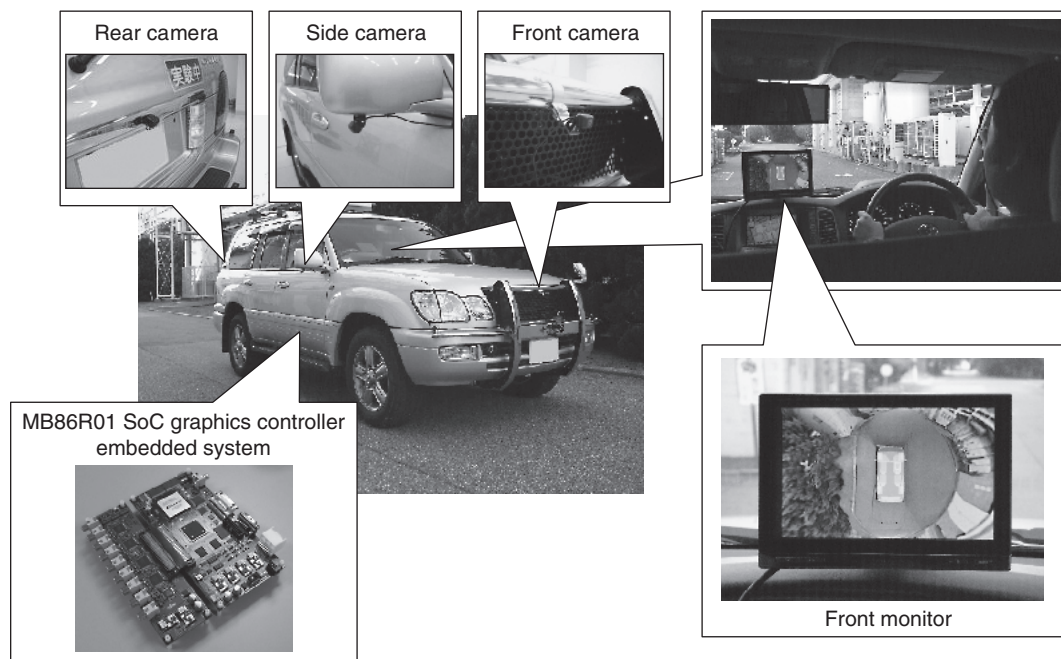 Rear camera
Side camera
Front camera
実験中
MB86R01 SoC graphics controller
embedded system
Front monitor